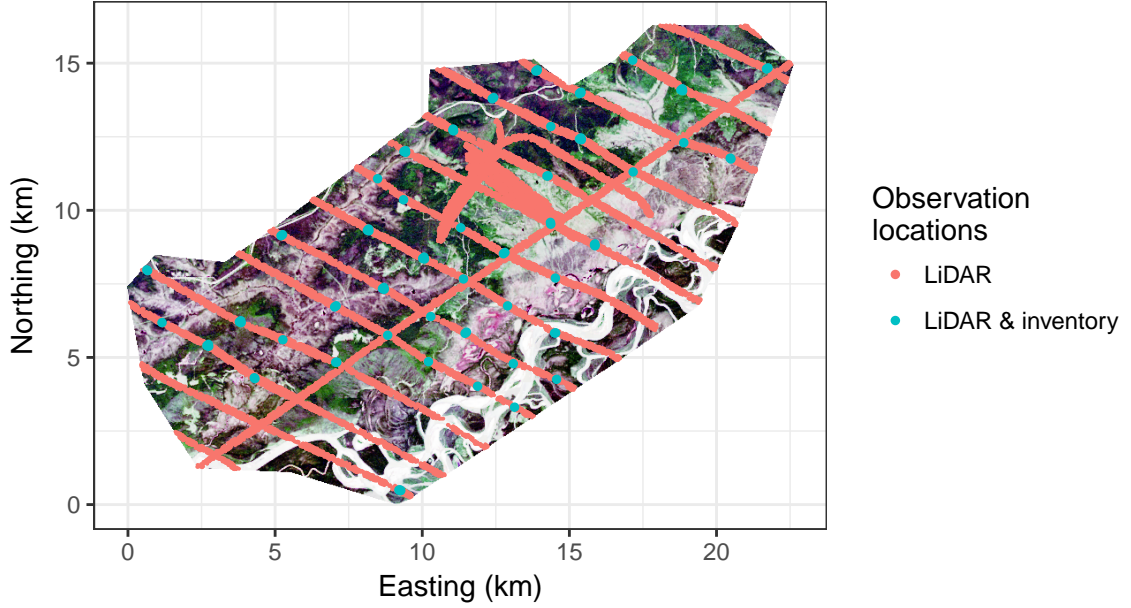 15
10
5
0
Northing (km)
0
5
10
15
20
Easting (km)
Observation
locations
LiDAR
LiDAR & inventory